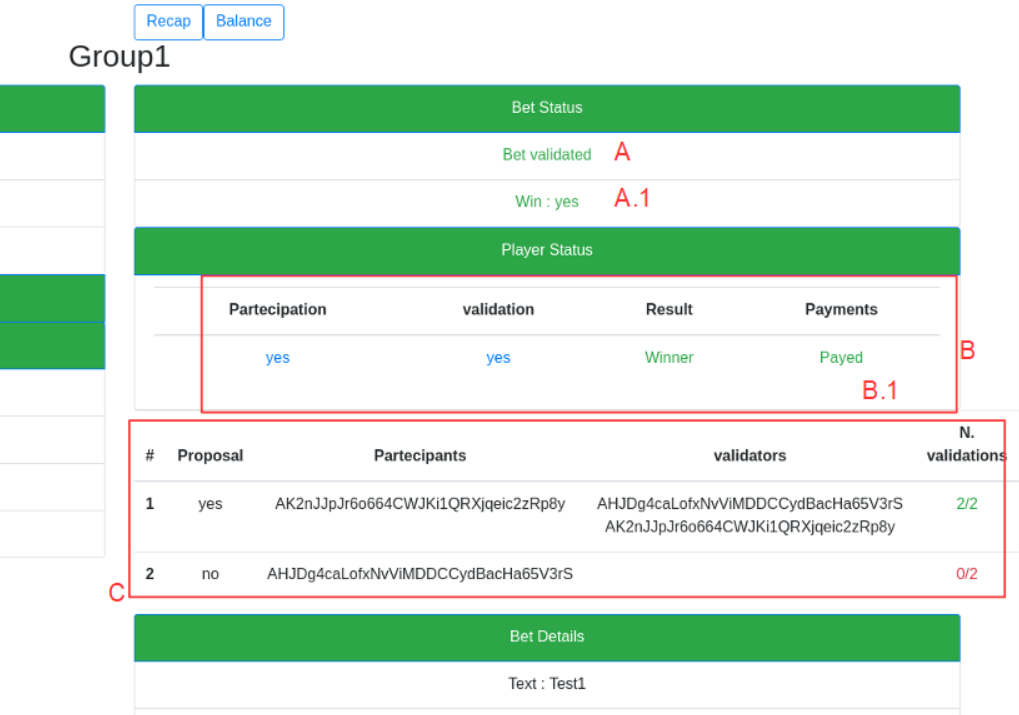 Recap Balance
Group1
Bet Status
Bet validated A
Win : yes A.1
Player Status
Partecipation validation Result Payments
yes yes Winner Payed
B
B.1
# Proposal Partecipants validators N. validations
1 yes AK2nJJpJr6o664CWJKi1QRXjqeic2zRp8y AHJDg4caLofxNvViMDDCCydBacHa65V3rS 2/2
AK2nJJpJr6o664CWJKi1QRXjqeic2zRp8y
2 no AHJDg4caLofxNvViMDDCCydBacHa65V3rS 0/2
C
Bet Details
Text : Test1